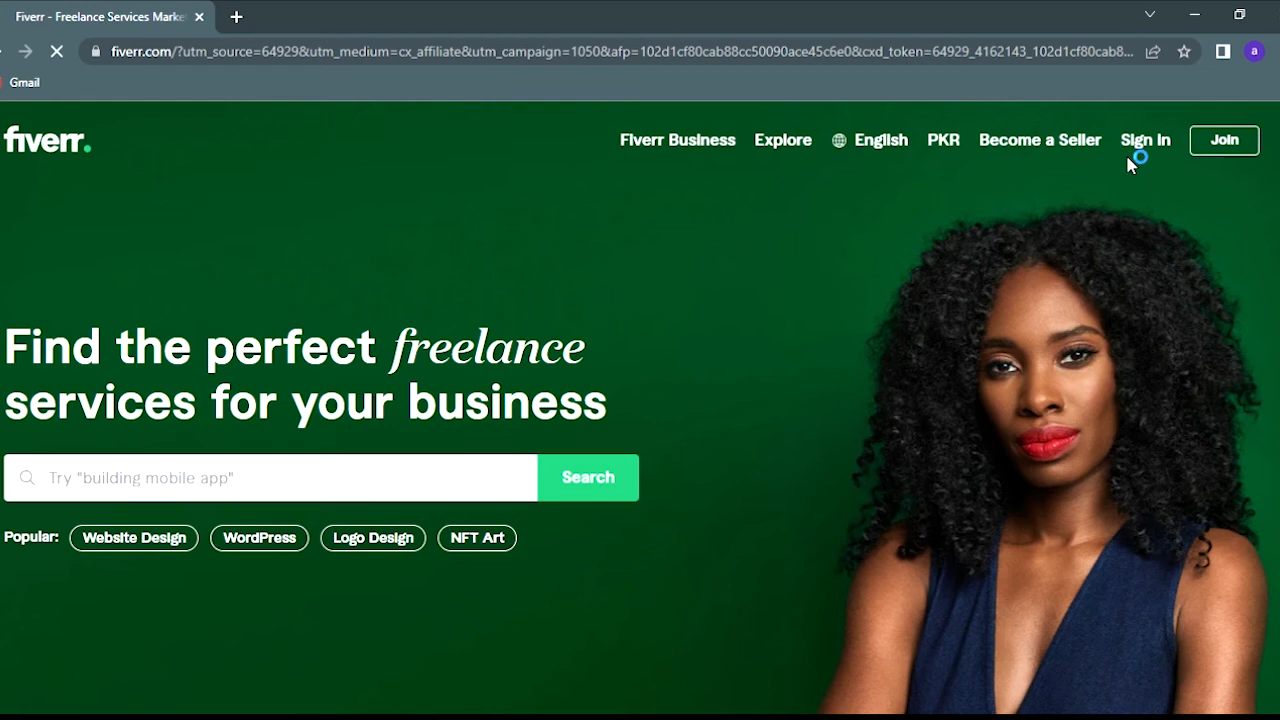 Fiverr - Freelance Services Marke
fiverr.com/?utm_source=64929&utm_medium=cx_affiliate&utm_campaign=1050&afp=102d1cf80cab88cc50090ace45c6e0&cxd_token=64929_4162143_102d1cf80cab8...
a
Gmail
fiverr.
Fiverr Business Explore English PKR Become a Seller Sign In Join
Find the perfect freelance
services for your business
Try "building mobile app" Search
Popular: Website Design WordPress Logo Design NFT Art